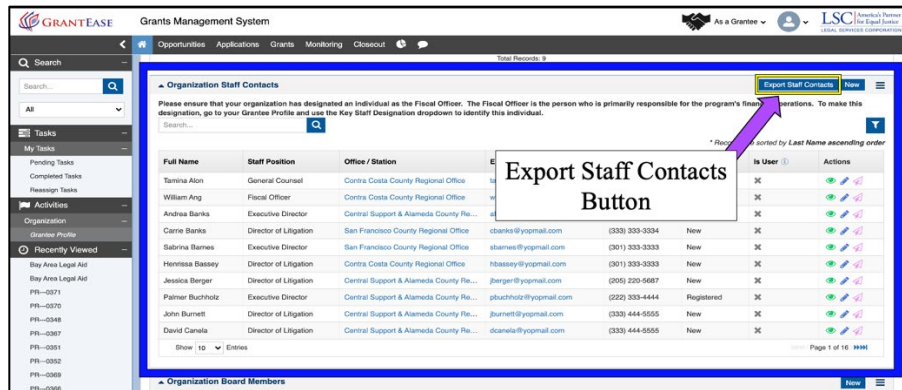 GRANTEASE
Grants Management System
As a Grantee
LSC America's Partner for Equal Justice
LEGAL SERVICES CORPORATION
Opportunities Applications Grants Monitoring Closeout
Search
Search...
All
Tasks
My Tasks
Pending Tasks
Completed Tasks
Reassign Tasks
Activities
Organization
Grantee Profile
Recently Viewed
Bay Area Legal Aid
Bay Area Legal Aid
PR---0371
PR---0370
PR---0348
PR---0367
PR---0351
PR---0352
PR---0369
PR---0366
Total Records: 9
Organization Staff Contacts
Export Staff Contacts New
Please ensure that your organization has designated an individual as the Fiscal Officer. The Fiscal Officer is the person who is primarily responsible for the program's operations. To make this
designation, go to your Grantee Profile and use the Key Staff Designation dropdown to identify this individual.
Search...
sorted by Last Name ascending order
Export Staff Contacts
Button
Full Name Staff Position Office / Station Is User Actions
Tamina Alon General Counsel Contra Costa County Regional Office
William Ang Fiscal Officer Contra Costa County Regional Office
Andrea Banks Executive Director Central Support & Alameda County Re...
Carrie Banks Director of Litigation San Francisco County Regional Office cbanks@yopmail.com (333) 333-3334 New
Sabrina Barnes Executive Director San Francisco County Regional Office sbarnes@yopmail.com (301) 333-3333 New
Henrissa Bassey Director of Litigation Contra Costa County Regional Office hbassey@yopmail.com (301) 333-3333 New
Jessica Berger Director of Litigation Central Support & Alameda County Re... jberger@yopmail.com (205) 220-5687 New
Palmer Buchholz Executive Director Central Support & Alameda County Re... pbuchholz@yopmail.com (222) 333-4444 Registered
John Burnett Director of Litigation Central Support & Alameda County Re... jburnett@yopmail.com (333) 444-5555 New
David Canela Director of Litigation Central Support & Alameda County Re... dcanela@yopmail.com (333) 444-5555 New
Show 10 Entries
Page 1 of 16
Organization Board Members
New